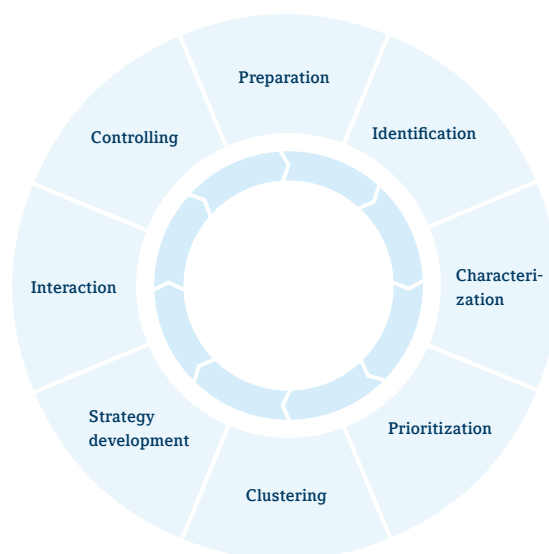 Preparation
Identification
Characteri-
zation
Prioritization
Clustering
Strategy
development
Interaction
Controlling